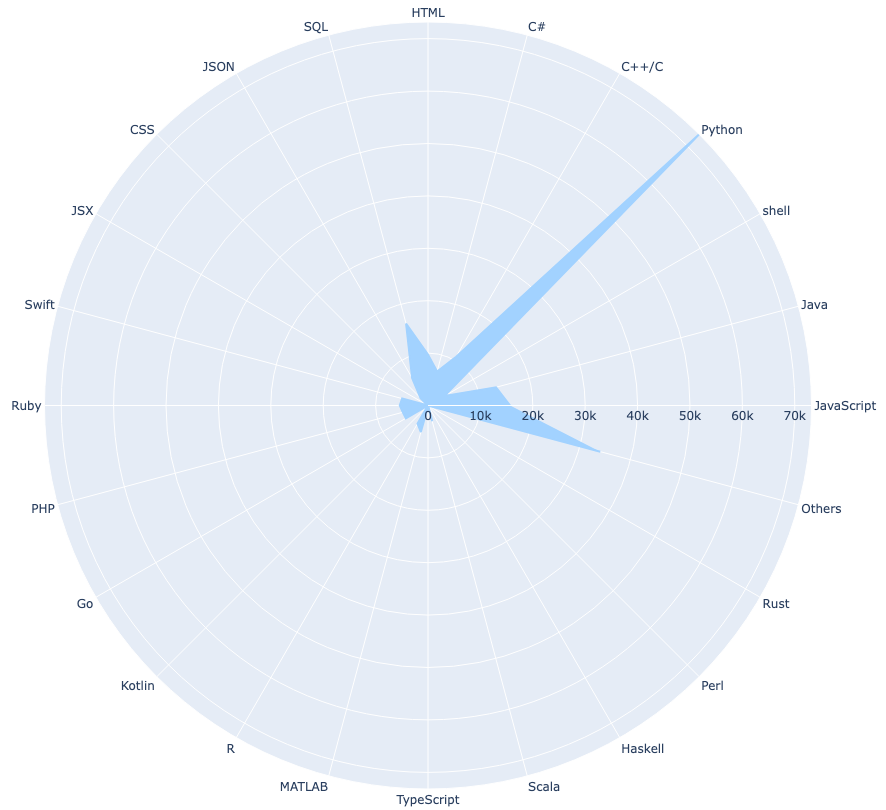 HTML
SQL
C#
JSON
C++/C
CSS
Python
JSX
shell
Swift
Java
Ruby
0 10k 20k 30k 40k 50k 60k 70k
JavaScript
PHP
Others
Go
Rust
Kotlin
Perl
R
Haskell
MATLAB
Scala
TypeScript